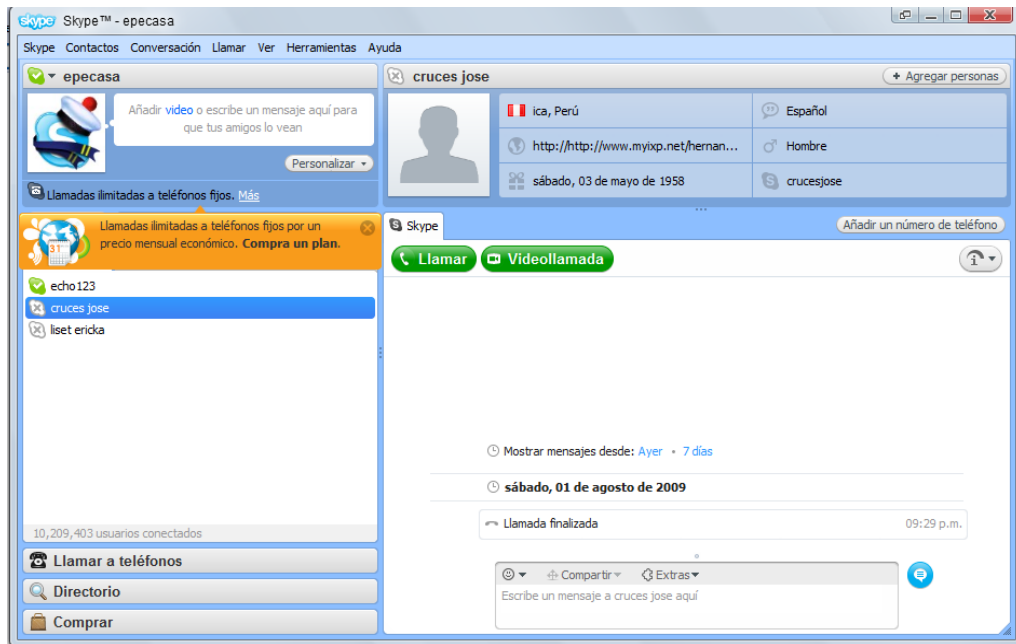 skype Skype™ - epecasa
Skype Contactos Conversación Llamar Ver Herramientas Ayuda
epecasa
Añadir video o escribe un mensaje aquí para
que tus amigos lo vean
Personalizar
Llamadas ilimitadas a teléfonos fijos. Más
31
Llamadas ilimitadas a teléfonos fijos por un
precio mensual económico. Compra un plan.
echo123
cruces jose
liset ericka
10,209,403 usuarios conectados
Llamar a teléfonos
Directorio
Comprar
cruces jose
+ Agregar personas
ica, Perú
Español
http://http://www.myixp.net/hernan...
Hombre
sábado, 03 de mayo de 1958
crucesjose
Skype
Añadir un número de teléfono
Llamar
Videollamada
Mostrar mensajes desde: Ayer • 7 días
sábado, 01 de agosto de 2009
Llamada finalizada 09:29 p.m.
Compartir Extras
Escribe un mensaje a cruces jose aquí